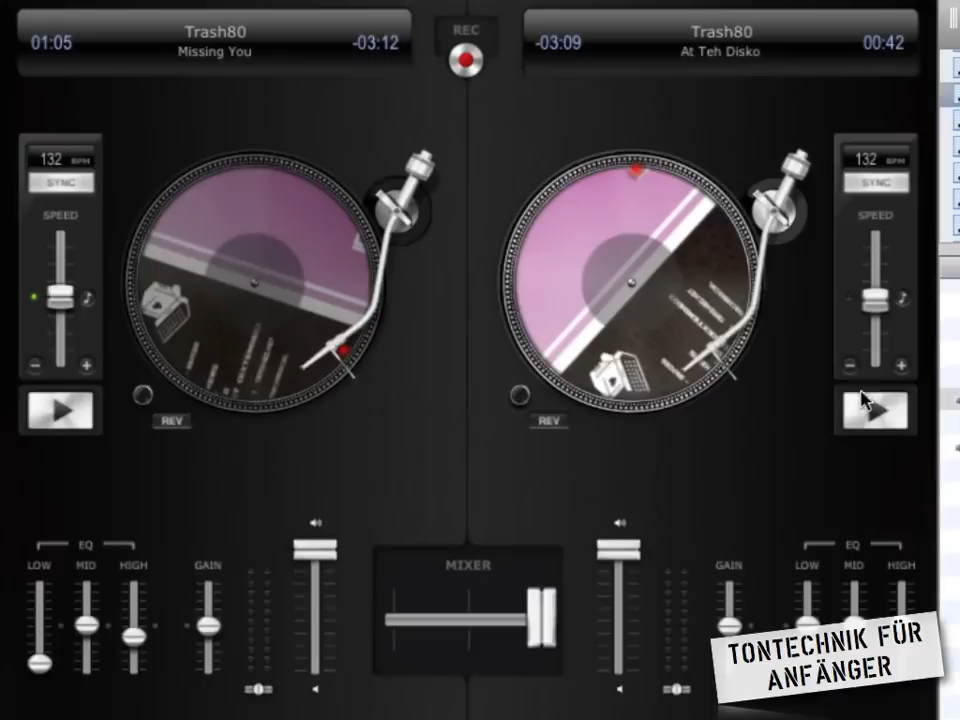 Trash80
01:05
-03:12
Missing You
REC
Trash80
-03:09
00:42
At Teh Disko
132 BPM
SYNC
SPEED
132 BPM
SYNC
SPEED
REV
REV
EQ
LOW MID HIGH
GAIN
MIXER
GAIN
EQ
LOW MID HIGH
TONTECHNIK FÜR
ANFÄNGER